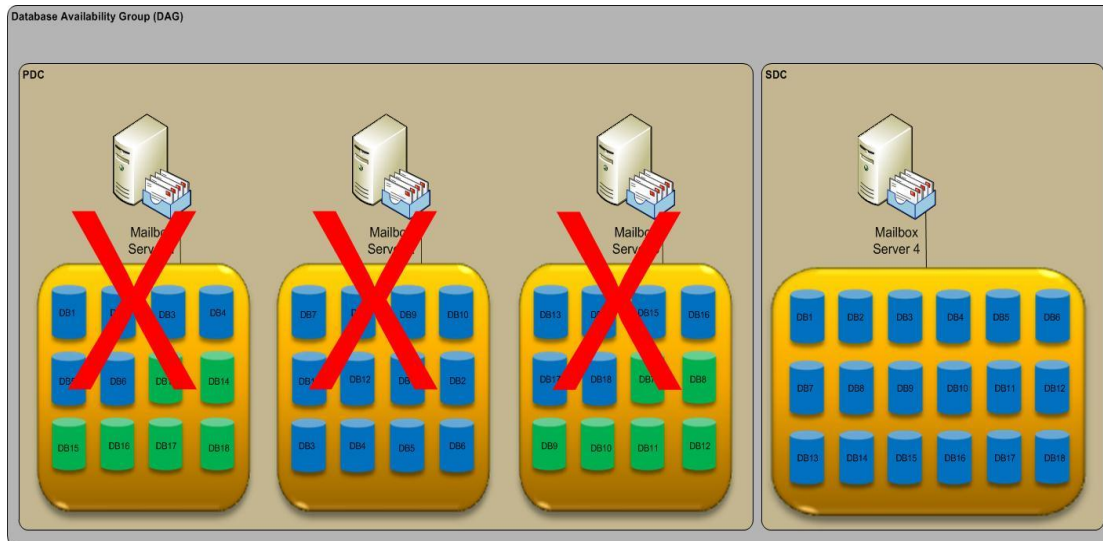 Database Availability Group (DAG)
PDC
SDC
Mailbox
Server 4
DB1 DB3 DB4
DB6 DB14
DB15 DB16 DB17 DB18
DB7 DB9 DB10
DB12 DB2
DB3 DB4 DB5 DB6
DB13 DB15 DB16
DB18 DB8
DB9 DB10 DB11 DB12
DB1 DB2 DB3 DB4 DB5 DB6
DB7 DB8 DB9 DB10 DB11 DB12
DB13 DB14 DB15 DB16 DB17 DB18